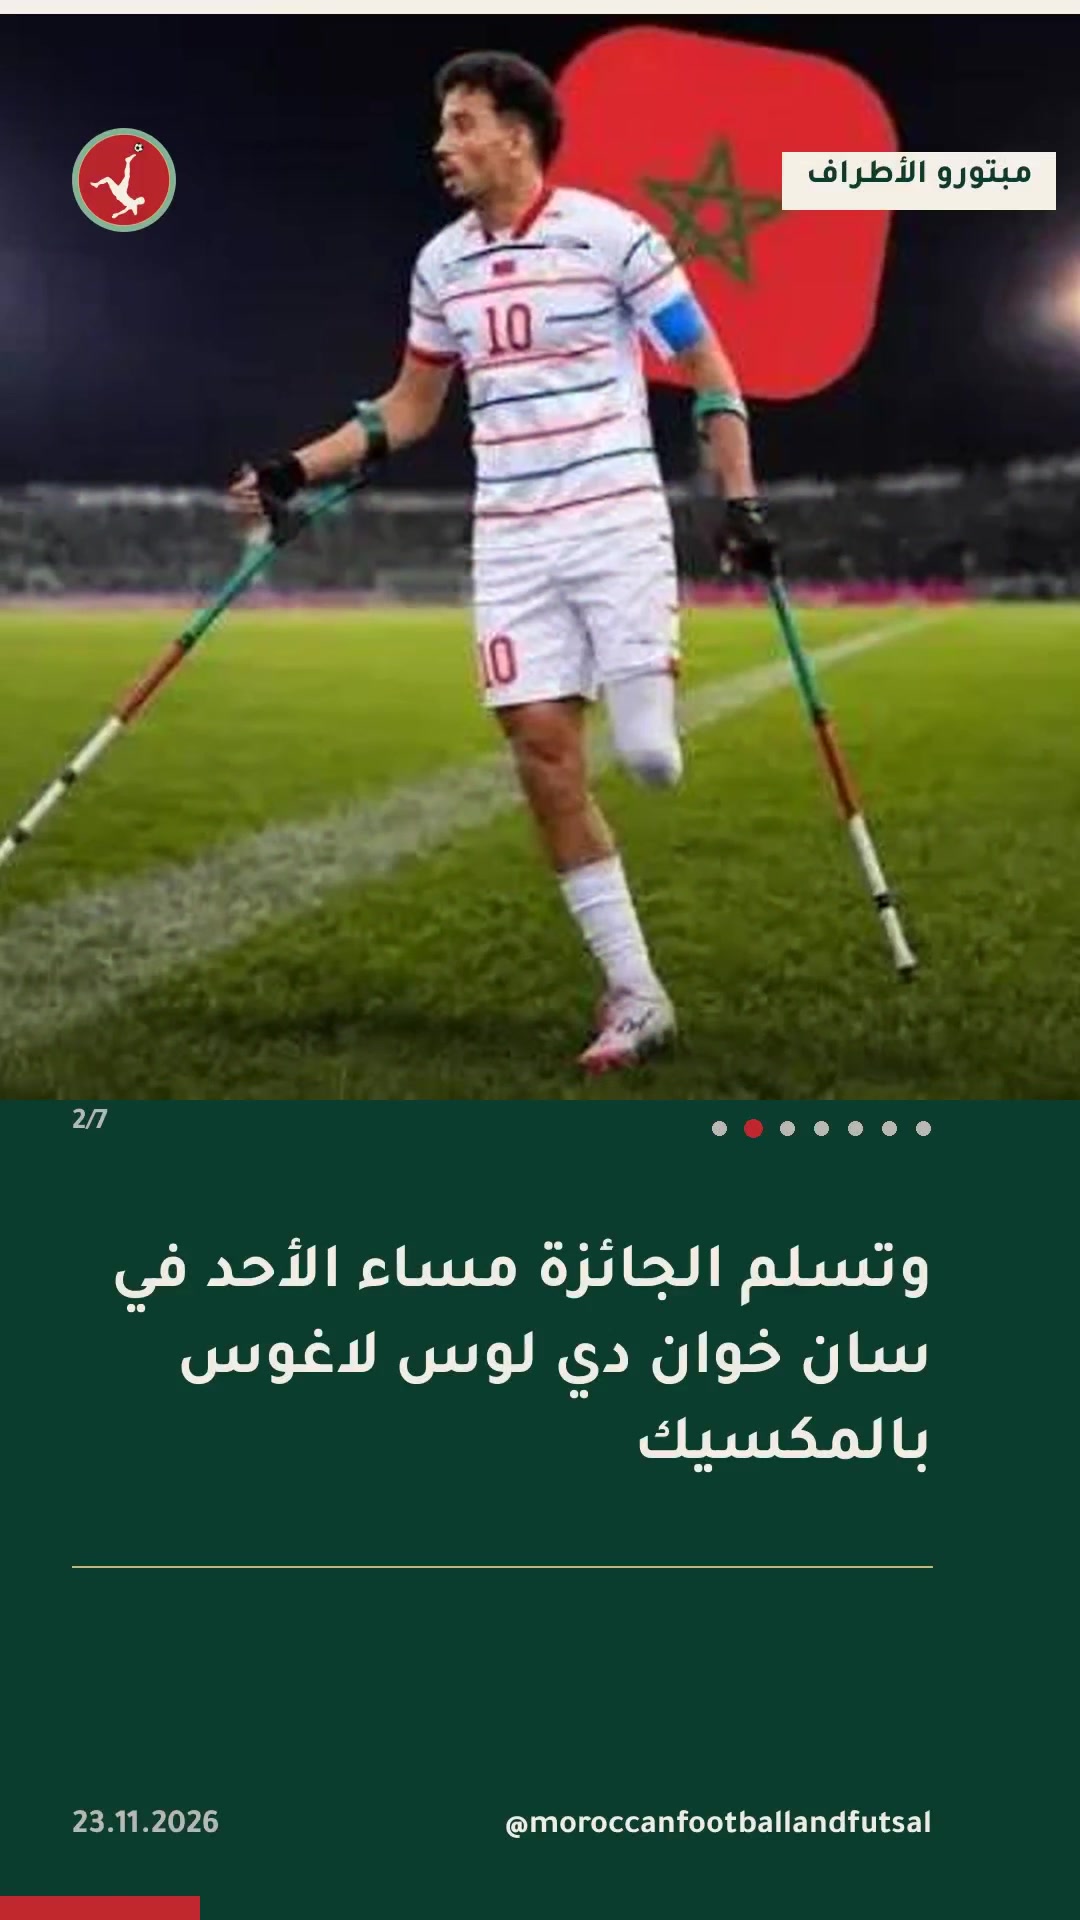 مبتورو الأطراف
10
10
2/7
وتسلم الجائزة مساء الأحد في
سان خوان دي لوس لاغوس
بالمكسيك
23.11.2026
@moroccanfootballandfutsal